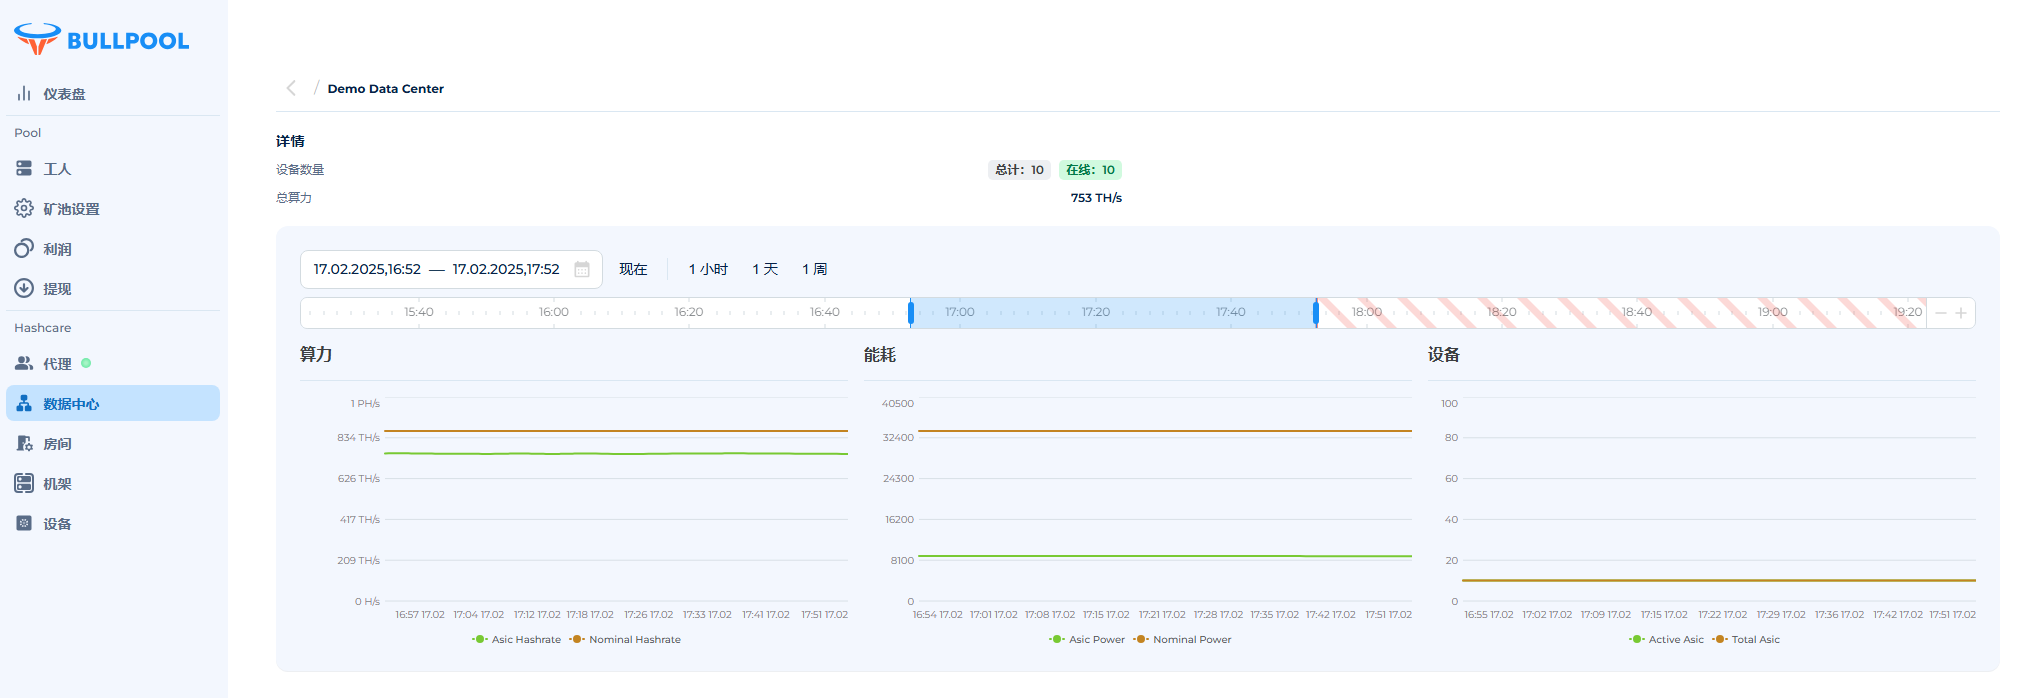 BULLPOOL
仪表盘
Pool
工人
矿池设置
利润
提现
Hashcare
代理
数据中心
房间
机架
设备
/ Demo Data Center
详情
设备数量 总计：10 在线：10
总算力 753 TH/s
17.02.2025,16:52 — 17.02.2025,17:52 现在 1 小时 1 天 1 周
15:40 16:00 16:20 16:40 17:00 17:20 17:40 18:00 18:20 18:40 19:00 19:20 − +
算力
1 PH/s
834 TH/s
626 TH/s
417 TH/s
209 TH/s
0 H/s
16:57 17.02 17:04 17.02 17:12 17.02 17:18 17.02 17:26 17.02 17:33 17.02 17:41 17.02 17:51 17.02
Asic Hashrate Nominal Hashrate
能耗
40500
32400
24300
16200
8100
0
16:54 17.02 17:01 17.02 17:08 17.02 17:15 17.02 17:21 17.02 17:28 17.02 17:35 17.02 17:42 17.02 17:51 17.02
Asic Power Nominal Power
设备
100
80
60
40
20
0
16:55 17.02 17:02 17.02 17:09 17.02 17:15 17.02 17:22 17.02 17:29 17.02 17:36 17.02 17:42 17.02 17:51 17.02
Active Asic Total Asic